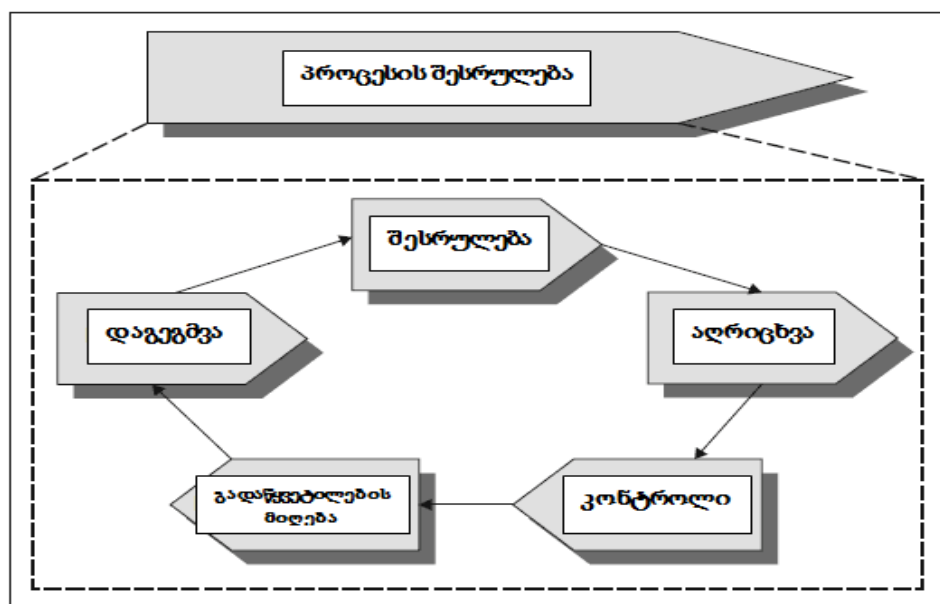 პროცესის შესრულება
შესრულება
დაგეგმვა
აღრიცხვა
გადაწყვეტილების
მიღება
კონტროლი